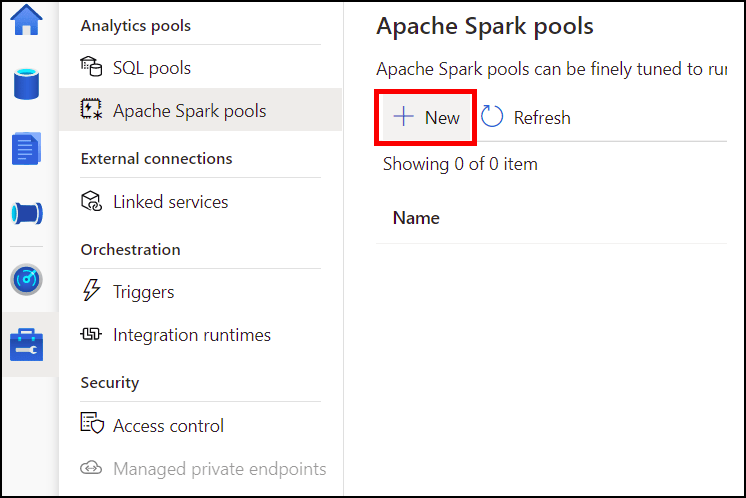 Analytics pools
SQL pools
Apache Spark pools
External connections
Linked services
Orchestration
Triggers
Integration runtimes
Security
Access control
Managed private endpoints
Apache Spark pools
Apache Spark pools can be finely tuned to run
New
Refresh
Showing 0 of 0 item
Name